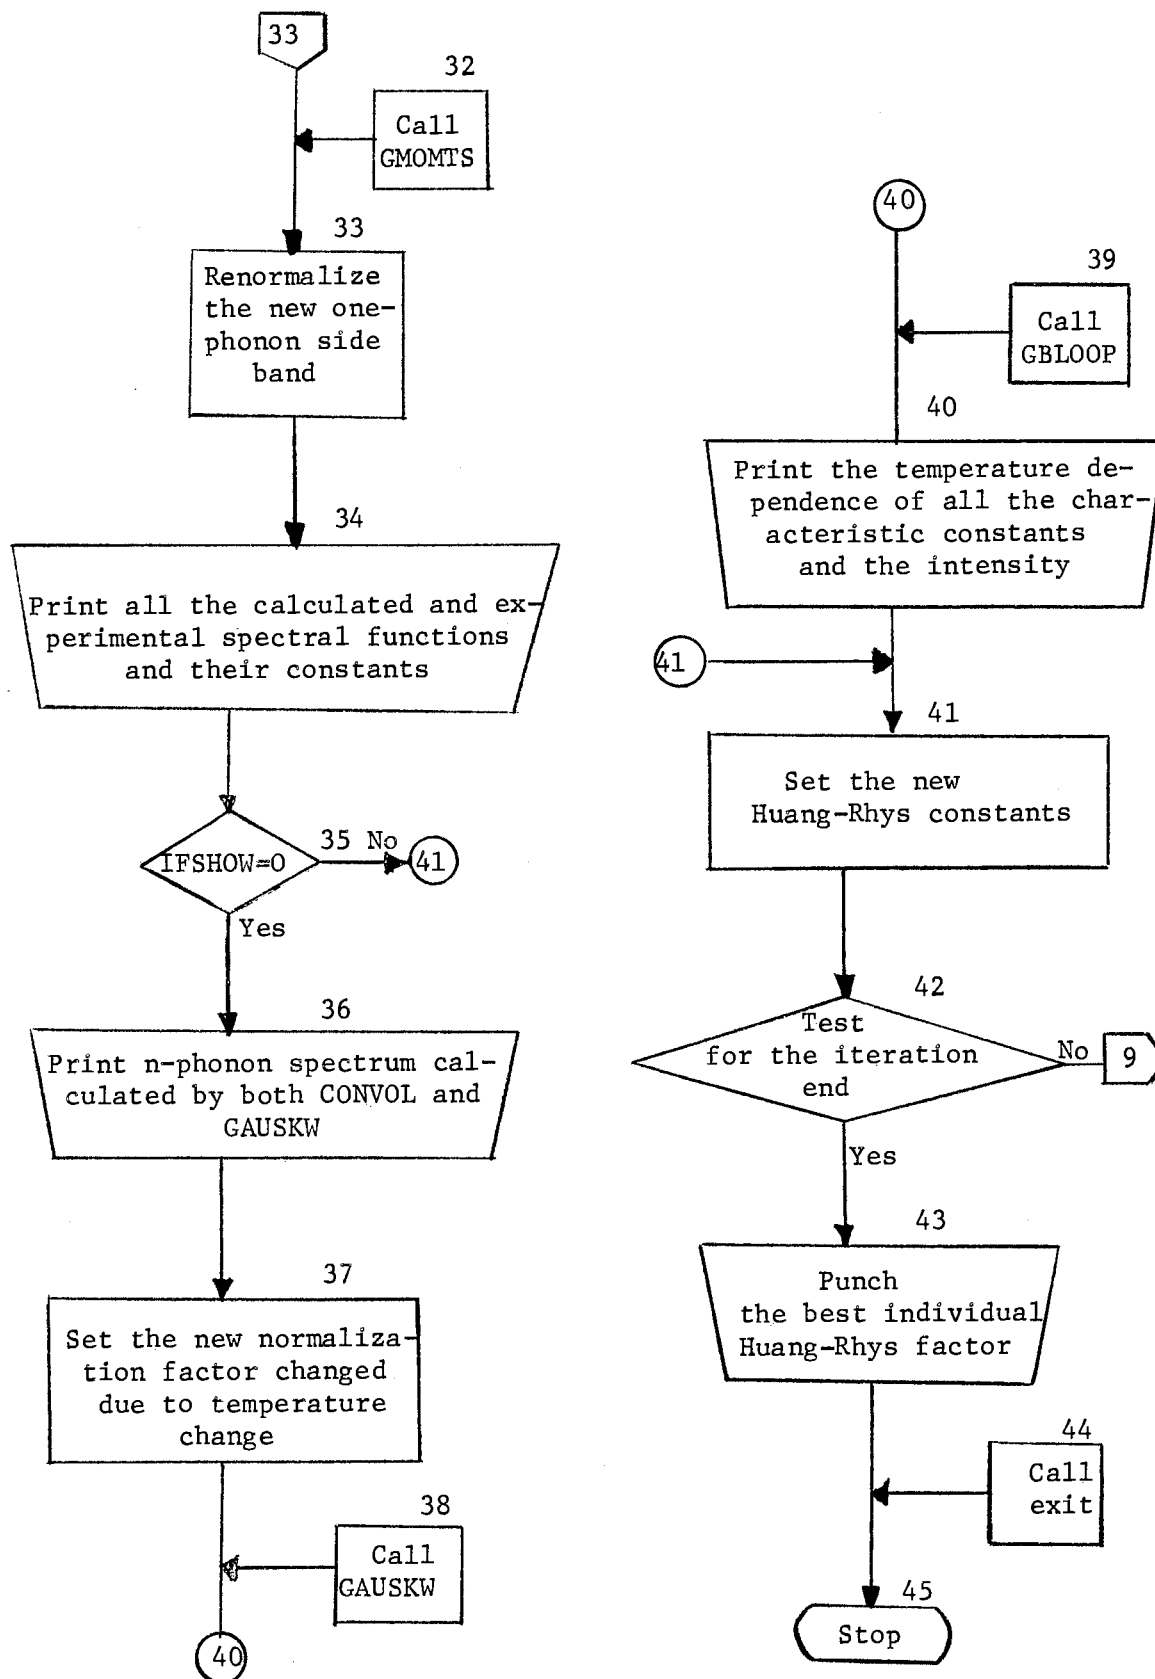 33
32
Call
GMOMTS
33
Renormalize
the new one-
phonon side
band
34
Print all the calculated and ex-
perimental spectral functions
and their constants
IFSHOW=0
35 No
41
Yes
36
Print n-phonon spectrum cal-
culated by both CONVOL and
GAUSKW
37
Set the new normaliza-
tion factor changed
due to temperature
change
38
Call
GAUSKW
40
40
39
Call
GBLOOP
40
Print the temperature de-
pendence of all the char-
acteristic constants
and the intensity
41
41
Set the new
Huang-Rhys constants
42
Test
for the iteration
end
No
9
Yes
43
Punch
the best individual
Huang-Rhys factor
44
Call
exit
45
Stop